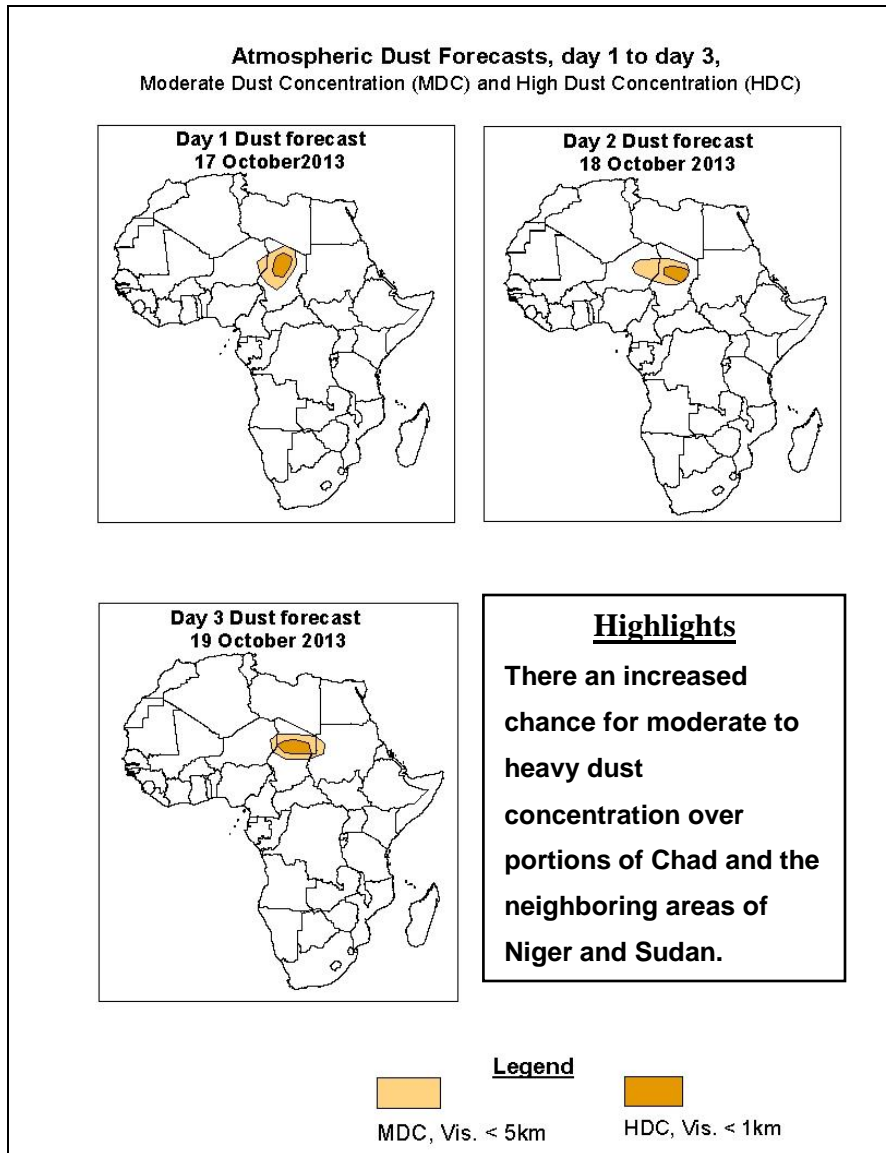 Atmospheric Dust Forecasts, day 1 to day 3,
Moderate Dust Concentration (MDC) and High Dust Concentration (HDC)
Day 1 Dust forecast
17 October2013
Day 2 Dust forecast
18 October 2013
Day 3 Dust forecast
19 October 2013
Highlights
There an increased
chance for moderate to
heavy dust
concentration over
portions of Chad and the
neighboring areas of
Niger and Sudan.
Legend
MDC, Vis. < 5km
HDC, Vis. < 1km